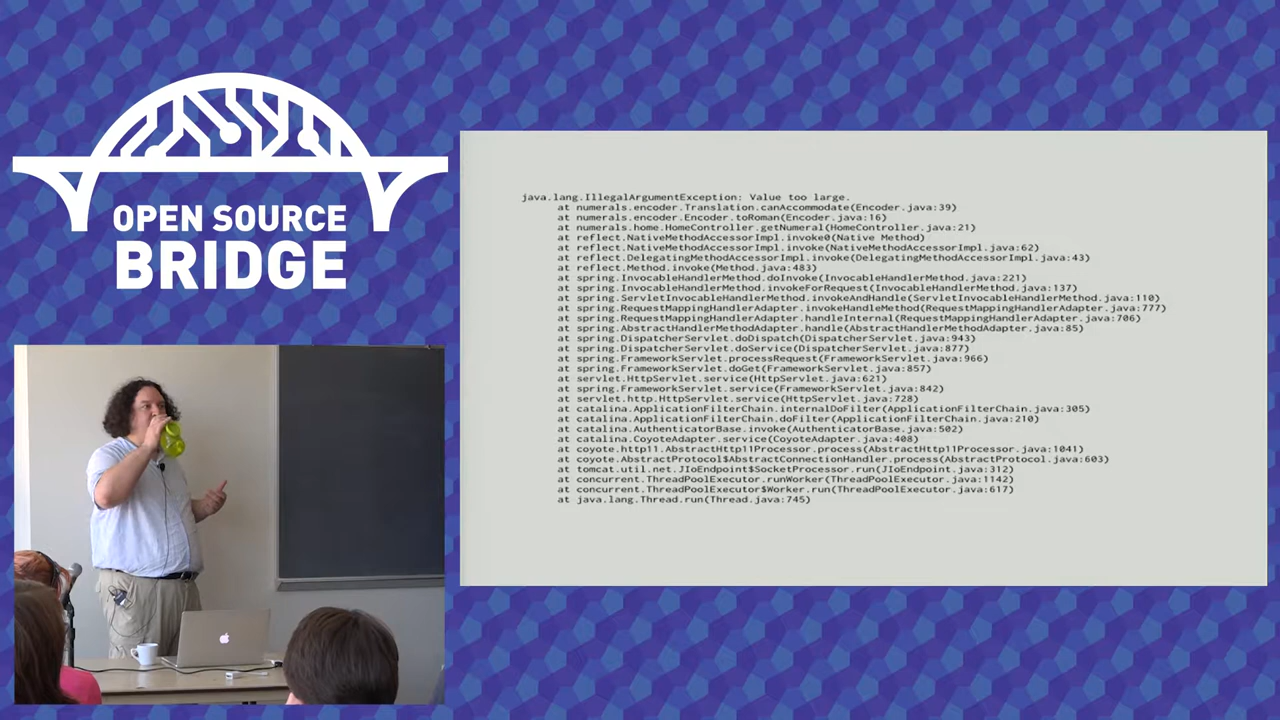 OPEN SOURCE
BRIDGE
java.lang.IllegalArgumentException: Value too large.
at numerals.encoder.Translation.canAccommodate(Encoder.java:39)
at numerals.encoder.Encoder.toRoman(Encoder.java:16)
at numerals.home.HomeController.getNumeral(HomeController.java:21)
at reflect.NativeMethodAccessorImpl.invoke0(Native Method)
at reflect.NativeMethodAccessorImpl.invoke(NativeMethodAccessorImpl.java:62)
at reflect.DelegatingMethodAccessorImpl.invoke(DelegatingMethodAccessorImpl.java:43)
at reflect.Method.invoke(Method.java:483)
at spring.InvocableHandlerMethod.doInvoke(InvocableHandlerMethod.java:221)
at spring.InvocableHandlerMethod.invokeForRequest(InvocableHandlerMethod.java:137)
at spring.ServletInvocableHandlerMethod.invokeAndHandle(ServletInvocableHandlerMethod.java:110)
at spring.RequestMappingHandlerAdapter.invokeHandleMethod(RequestMappingHandlerAdapter.java:777)
at spring.RequestMappingHandlerAdapter.handleInternal(RequestMappingHandlerAdapter.java:706)
at spring.AbstractHandlerMethodAdapter.handle(AbstractHandlerMethodAdapter.java:85)
at spring.DispatcherServlet.doDispatch(DispatcherServlet.java:943)
at spring.DispatcherServlet.doService(DispatcherServlet.java:877)
at spring.FrameworkServlet.processRequest(FrameworkServlet.java:966)
at spring.FrameworkServlet.doGet(FrameworkServlet.java:857)
at servlet.HttpServlet.service(HttpServlet.java:621)
at spring.FrameworkServlet.service(FrameworkServlet.java:842)
at servlet.http.HttpServlet.service(HttpServlet.java:728)
at catalina.ApplicationFilterChain.internalDoFilter(ApplicationFilterChain.java:305)
at catalina.ApplicationFilterChain.doFilter(ApplicationFilterChain.java:210)
at catalina.AuthenticatorBase.invoke(AuthenticatorBase.java:502)
at catalina.CoyoteAdapter.service(CoyoteAdapter.java:408)
at coyote.http11.AbstractHttp11Processor.process(AbstractHttp11Processor.java:1041)
at coyote.AbstractProtocol$AbstractConnectionHandler.process(AbstractProtocol.java:603)
at tomcat.util.net.JIoEndpoint$SocketProcessor.run(JIoEndpoint.java:312)
at concurrent.ThreadPoolExecutor.runWorker(ThreadPoolExecutor.java:1142)
at concurrent.ThreadPoolExecutor$Worker.run(ThreadPoolExecutor.java:617)
at java.lang.Thread.run(Thread.java:745)